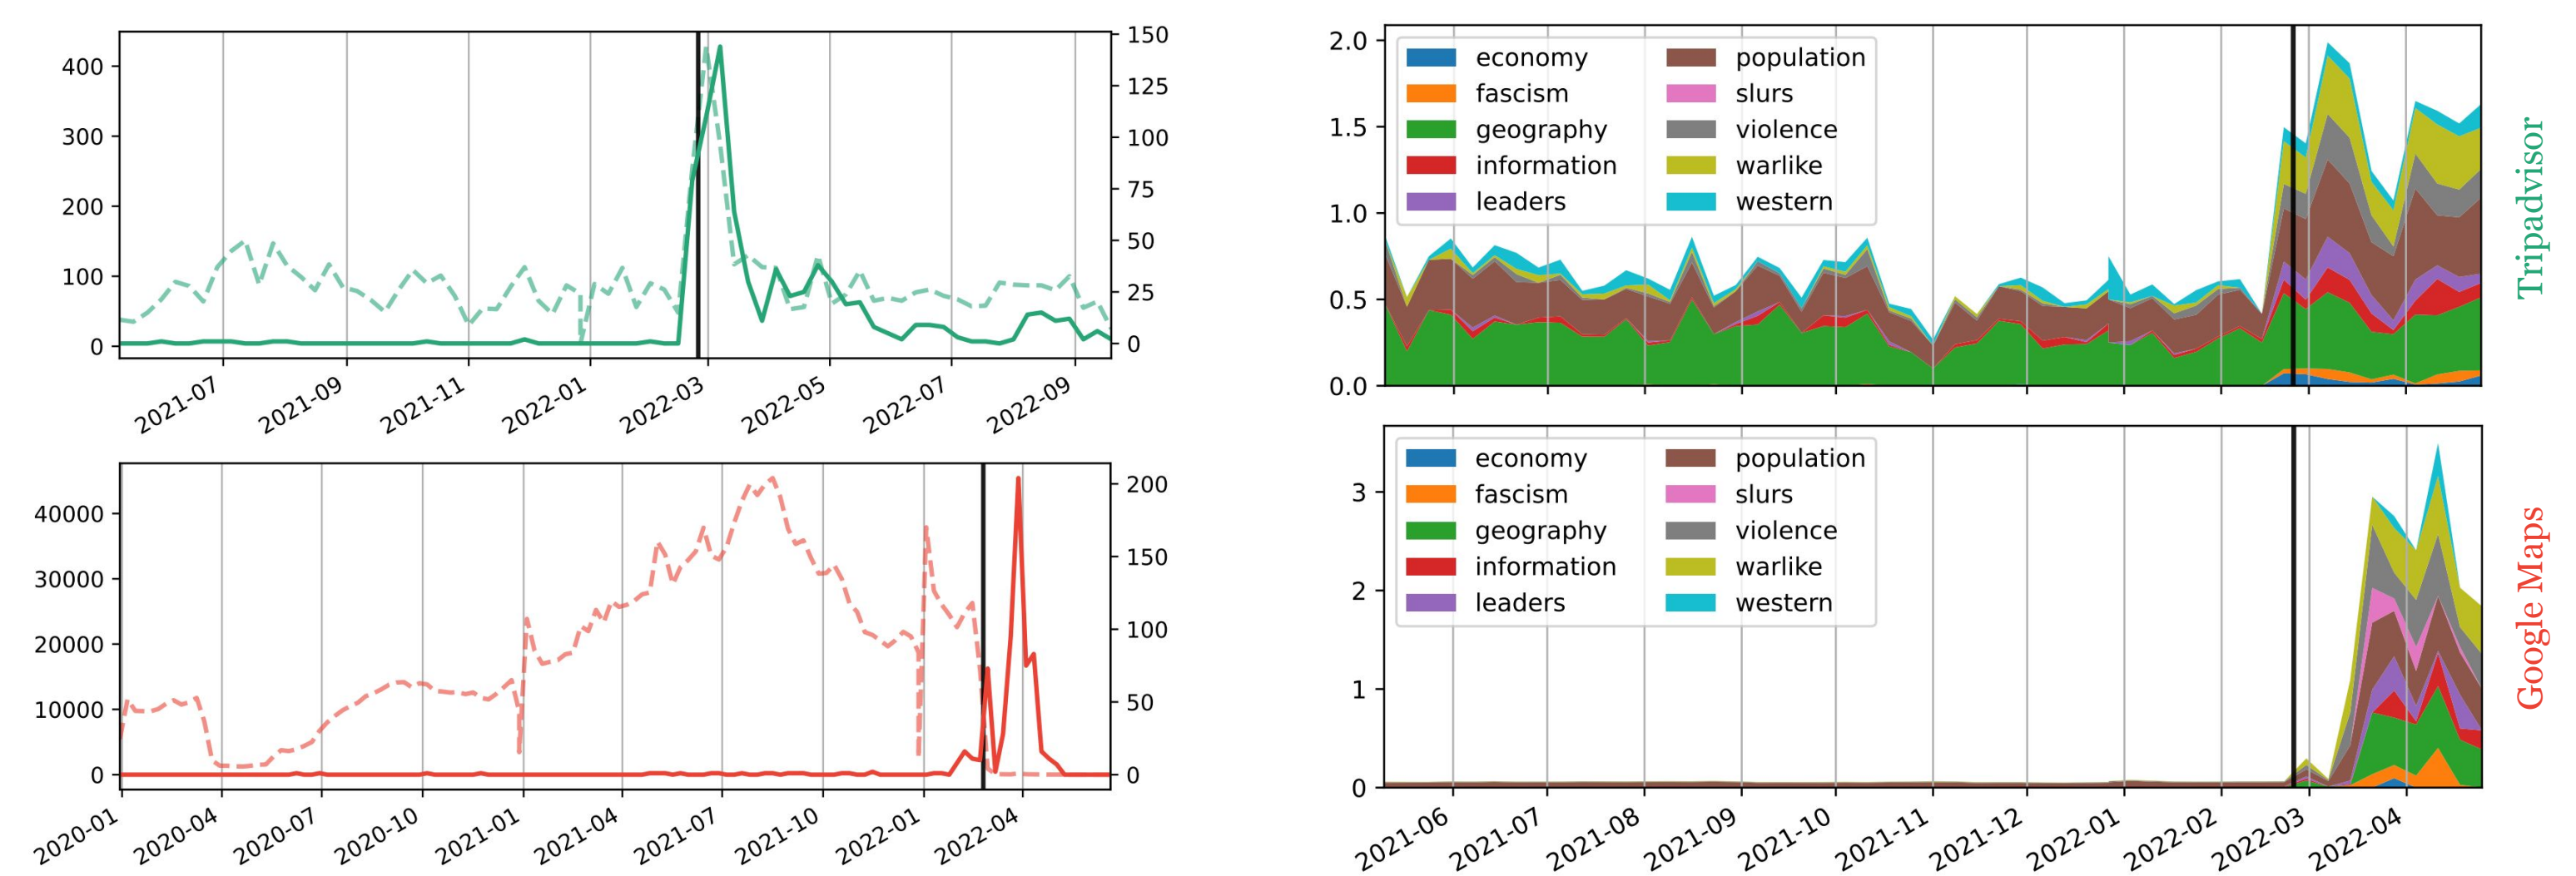 400
300
200
100
0
150
125
100
75
50
25
0
2021-07
2021-09
2021-11
2022-01
2022-03
2022-05
2022-07
2022-09
2.0
1.5
1.0
0.5
0.0
economy
fascism
geography
information
leaders
population
slurs
violence
warlike
western
Tripadvisor
40000
30000
20000
10000
0
200
150
100
50
0
2020-01
2020-04
2020-07
2020-10
2021-01
2021-04
2021-07
2021-10
2022-01
2022-04
3
2
1
0
economy
fascism
geography
information
leaders
population
slurs
violence
warlike
western
2021-06
2021-07
2021-08
2021-09
2021-10
2021-11
2021-12
2022-01
2022-02
2022-03
2022-04
Google Maps